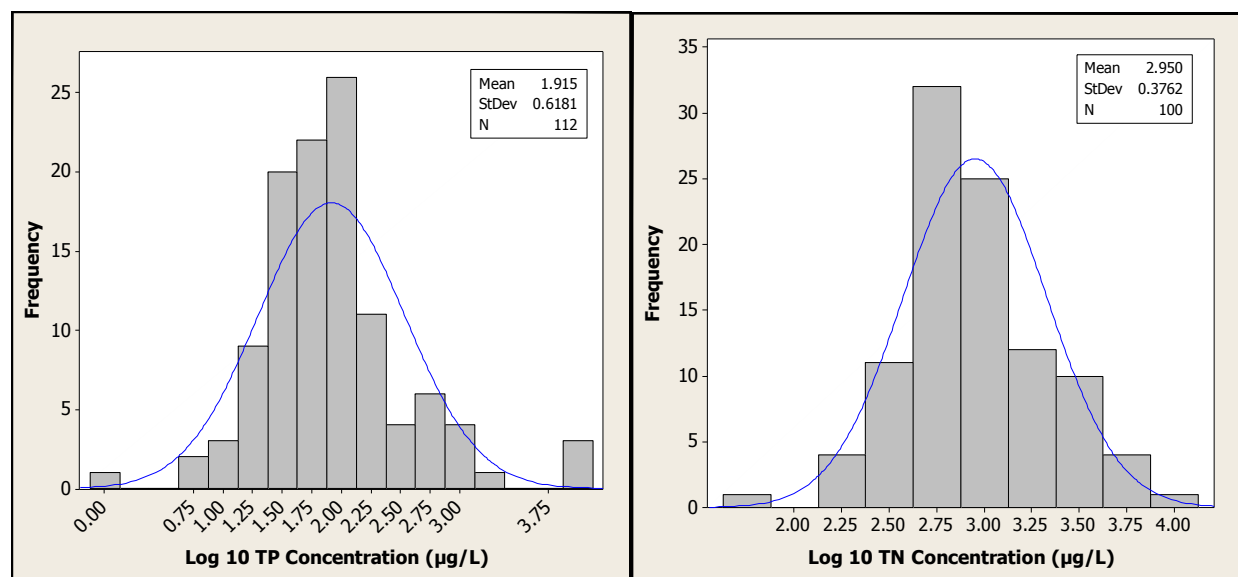 Mean 1.915
StDev 0.6181
N 112
25
20
15
10
5
0
Frequency
0.00 0.75 1.00 1.25 1.50 1.75 2.00 2.25 2.50 2.75 3.00 3.75
Log 10 TP Concentration (µg/L)
Mean 2.950
StDev 0.3762
N 100
35
30
25
20
15
10
5
0
Frequency
2.00 2.25 2.50 2.75 3.00 3.25 3.50 3.75 4.00
Log 10 TN Concentration (µg/L)